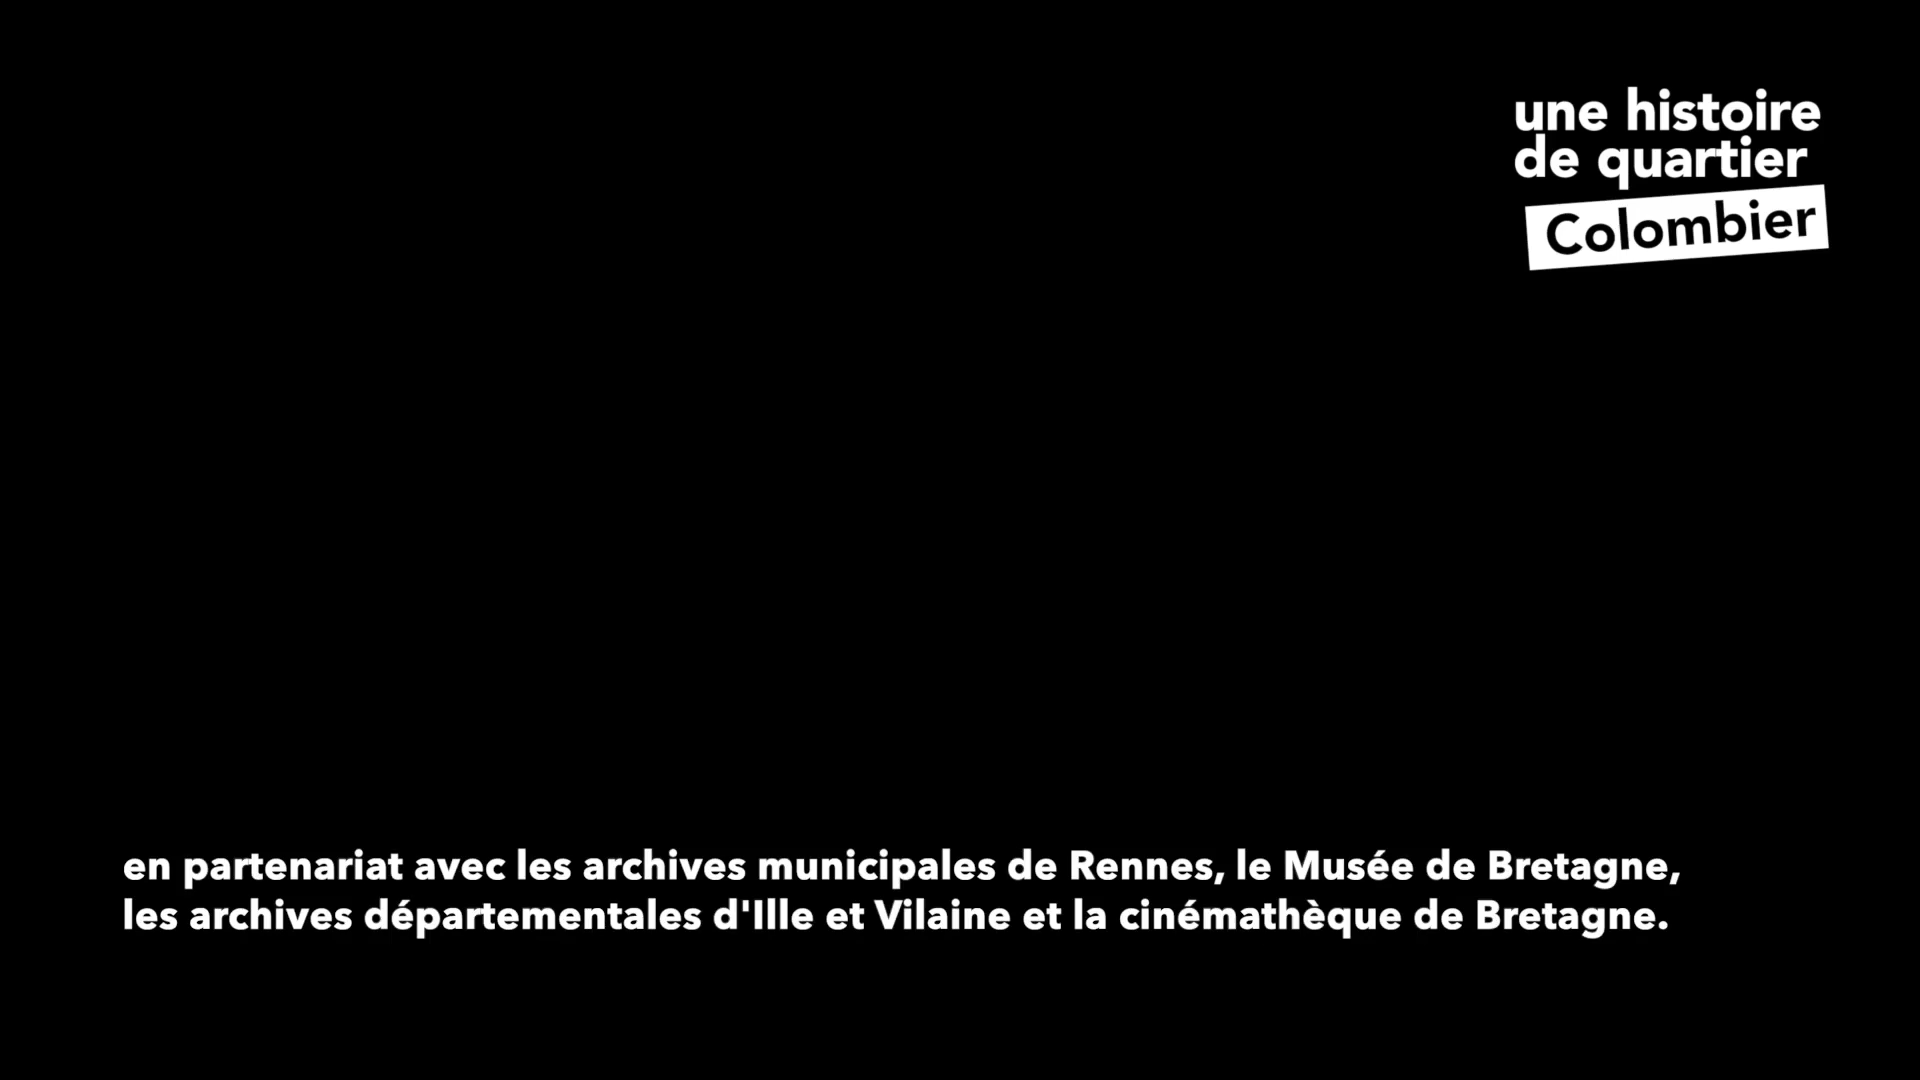 une histoire
de quartier
Colombier
en partenariat avec les archives municipales de Rennes, le Musée de Bretagne,
les archives départementales d'Ille et Vilaine et la cinémathèque de Bretagne.